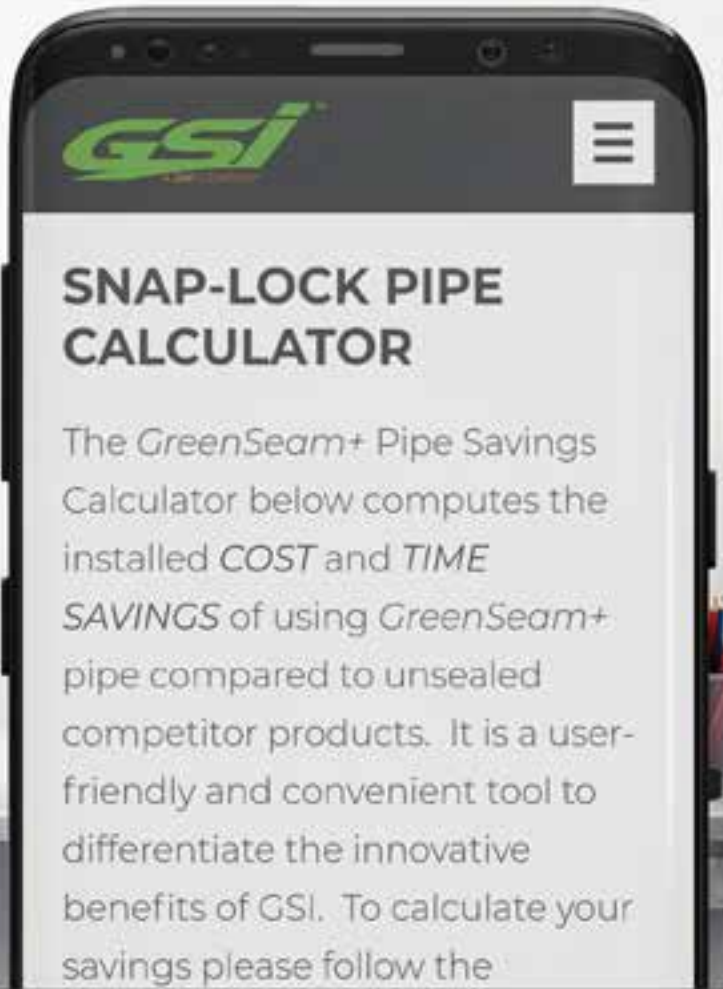 GSI
SNAP-LOCK PIPE
CALCULATOR
The GreenSeam+ Pipe Savings
Calculator below computes the
installed COST and TIME
SAVINGS of using GreenSeam+
pipe compared to unsealed
competitor products. It is a user-
friendly and convenient tool to
differentiate the innovative
benefits of GSI. To calculate your
savings please follow the